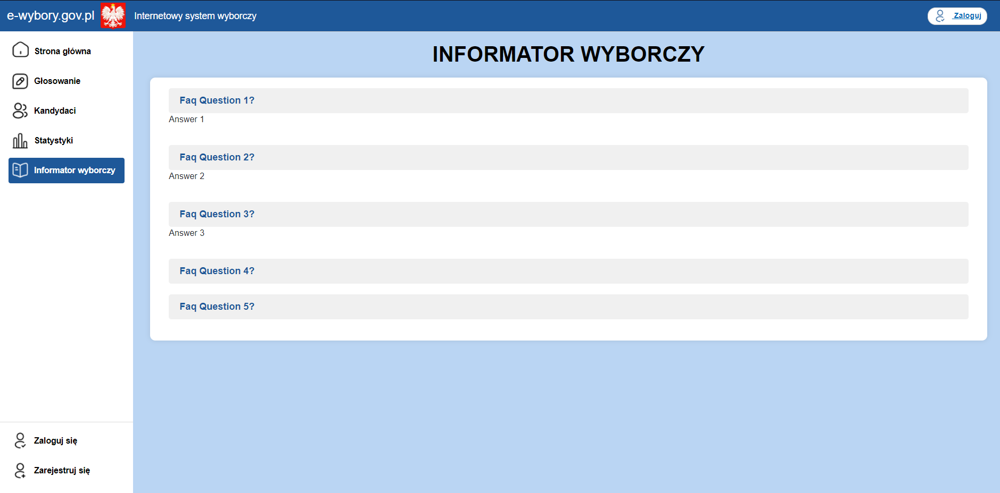 e-wybory.gov.pl
Internetowy system wyborczy
Zaloguj
Strona główna
Głosowanie
Kandydaci
Statystyki
Informator wyborczy
INFORMATOR WYBORCZY
Faq Question 1?
Answer 1
Faq Question 2?
Answer 2
Faq Question 3?
Answer 3
Faq Question 4?
Faq Question 5?
Zaloguj się
Zarejestruj się